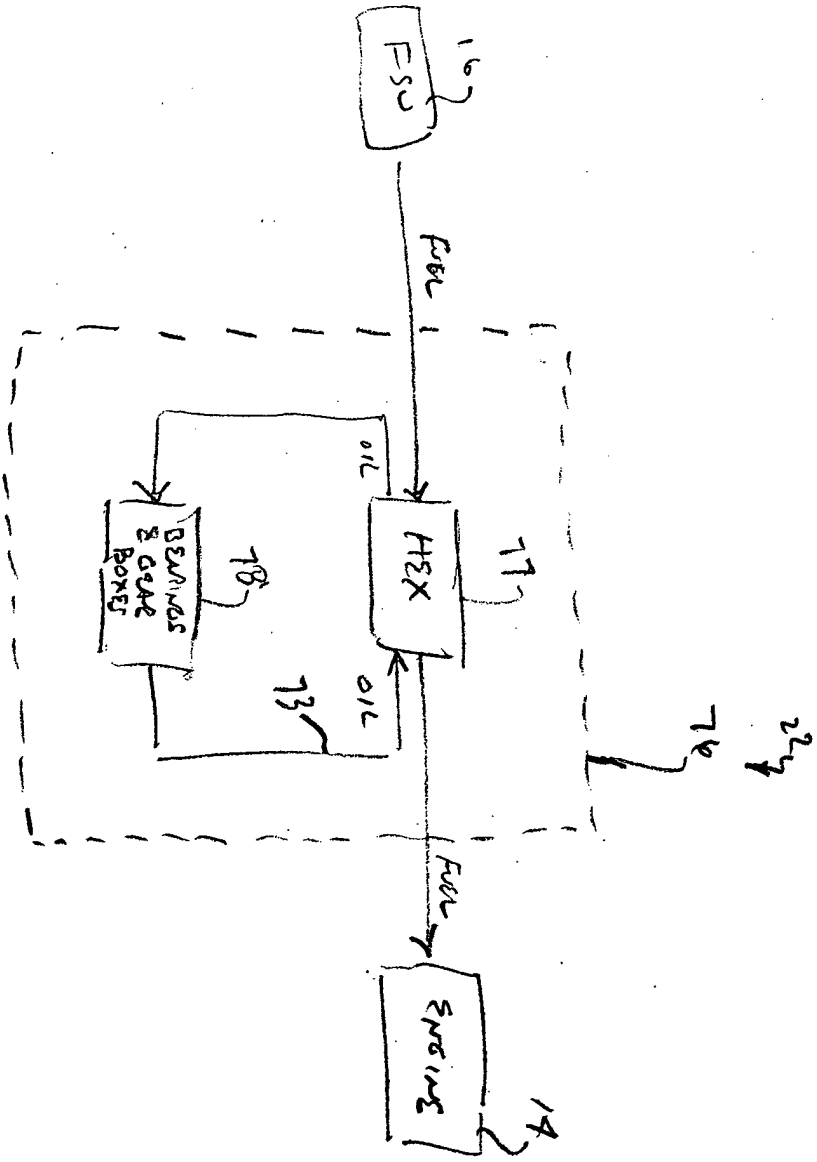 22
76
16
FSU
FUEL
77
HEX
OIL
OIL
73
78
BEARINGS
& GEAR
BOXES
FUEL
14
ENGINE